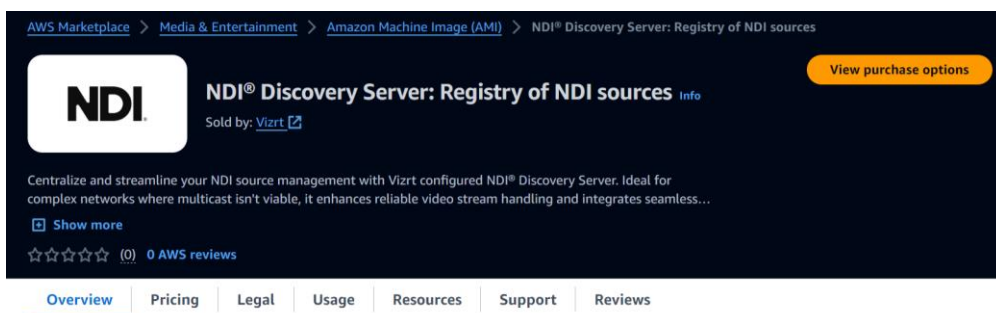 AWS Marketplace > Media & Entertainment > Amazon Machine Image (AMI) > NDI® Discovery Server: Registry of NDI sources
View purchase options
NDI.
NDI® Discovery Server: Registry of NDI sources Info
Sold by: Vizrt
Centralize and streamline your NDI source management with Vizrt configured NDI® Discovery Server. Ideal for
complex networks where multicast isn't viable, it enhances reliable video stream handling and integrates seamless...
Show more
(0) 0 AWS reviews
Overview Pricing Legal Usage Resources Support Reviews